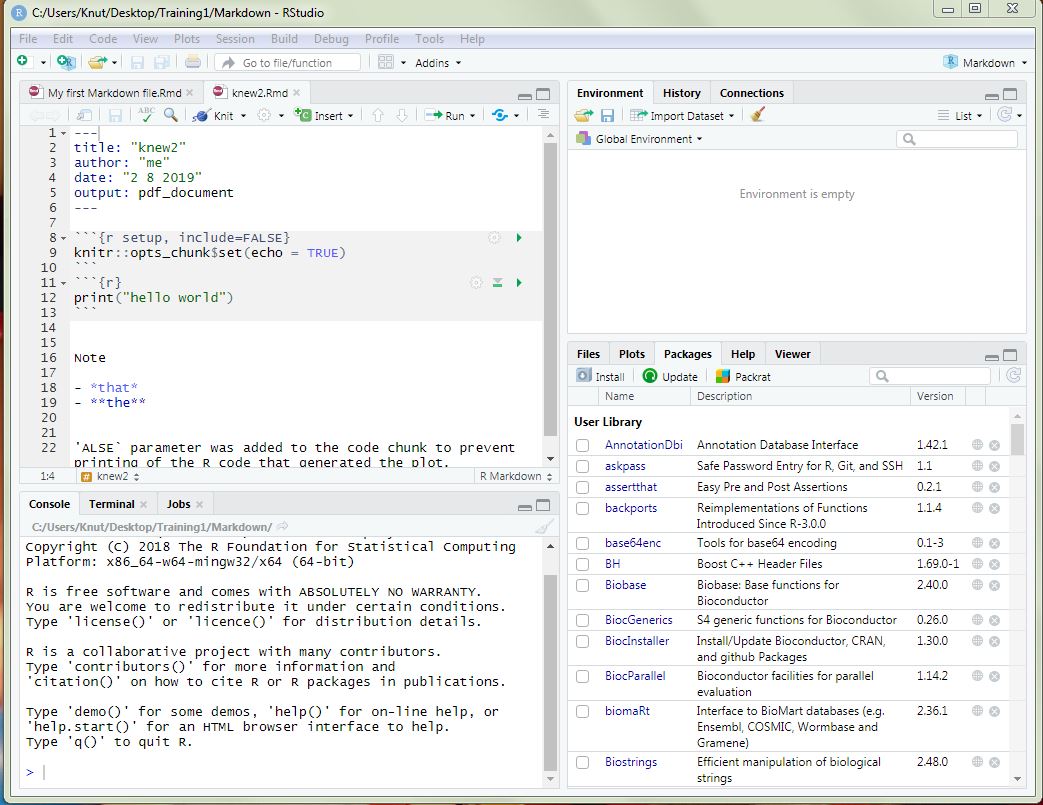 C:/Users/Knut/Desktop/Training1/Markdown - RStudio
File Edit Code View Plots Session Build Debug Profile Tools Help
Go to file/function Addins Markdown
My first Markdown file.Rmd knew2.Rmd
ABC Knit Insert Run
1 ---
2 title: "knew2"
3 author: "me"
4 date: "2 8 2019"
5 output: pdf_document
6 ---
7
8 ```{r setup, include=FALSE}
9 knitr::opts_chunk$set(echo = TRUE)
10 ```
11 ```{r}
12 print("hello world")
13 ```
14
15
16 Note
17
18 - *that*
19 - **the**
20
21
22 `ALSE` parameter was added to the code chunk to prevent
printing of the R code that generated the plot.
1:4 # knew2 R Markdown
Console Terminal Jobs
C:/Users/Knut/Desktop/Training1/Markdown/
Copyright (C) 2018 The R Foundation for Statistical Computing
Platform: x86_64-w64-mingw32/x64 (64-bit)
R is free software and comes with ABSOLUTELY NO WARRANTY.
You are welcome to redistribute it under certain conditions.
Type 'license()' or 'licence()' for distribution details.
R is a collaborative project with many contributors.
Type 'contributors()' for more information and
'citation()' on how to cite R or R packages in publications.
Type 'demo()' for some demos, 'help()' for on-line help, or
'help.start()' for an HTML browser interface to help.
Type 'q()' to quit R.
>
Environment History Connections
Import Dataset List
Global Environment
Environment is empty
Files Plots Packages Help Viewer
Install Update Packrat
Name Description Version
User Library
AnnotationDbi Annotation Database Interface 1.42.1
askpass Safe Password Entry for R, Git, and SSH 1.1
assertthat Easy Pre and Post Assertions 0.2.1
backports Reimplementations of Functions 1.1.4
Introduced Since R-3.0.0
base64enc Tools for base64 encoding 0.1-3
BH Boost C++ Header Files 1.69.0-1
Biobase Biobase: Base functions for 2.40.0
Bioconductor
BiocGenerics S4 generic functions for Bioconductor 0.26.0
BiocInstaller Install/Update Bioconductor, CRAN, 1.30.0
and github Packages
BiocParallel Bioconductor facilities for parallel 1.14.2
evaluation
biomaRt Interface to BioMart databases (e.g. 2.36.1
Ensembl, COSMIC, Wormbase and
Gramene)
Biostrings Efficient manipulation of biological 2.48.0
strings